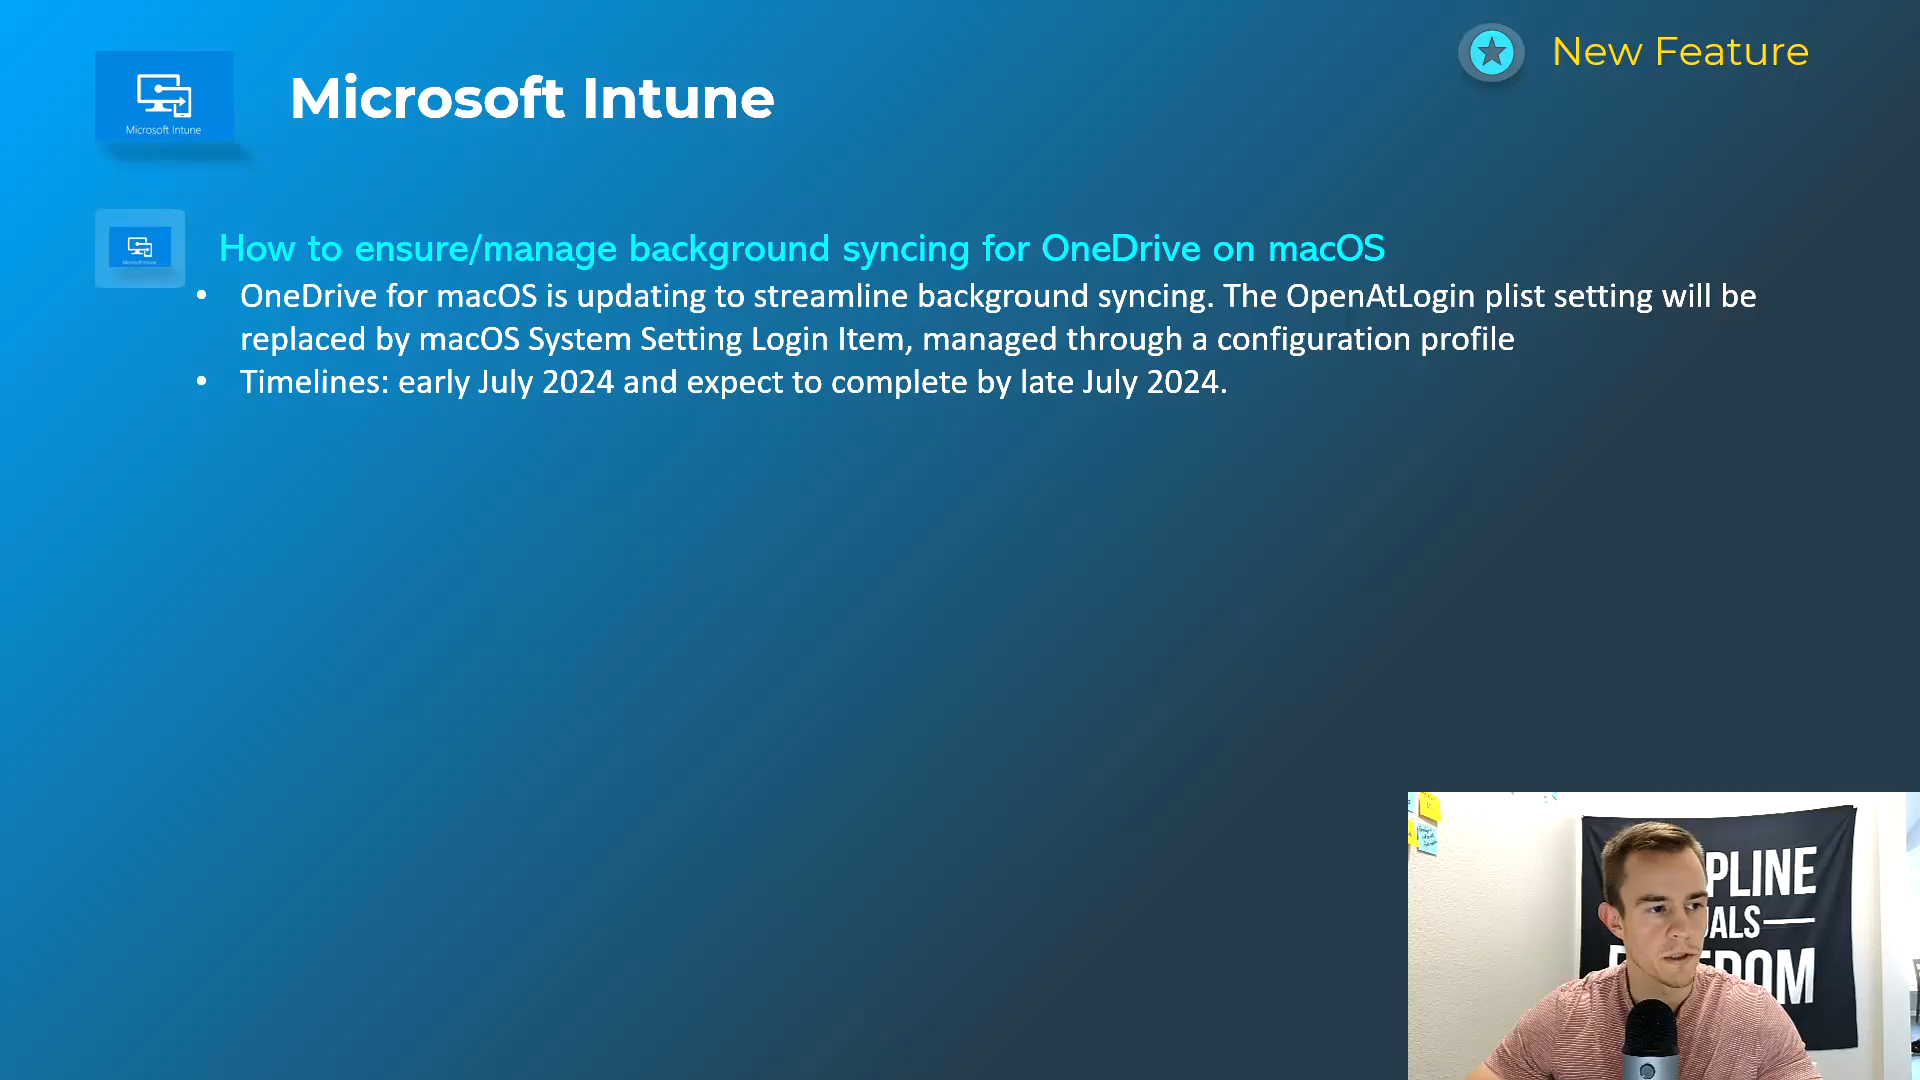 New Feature
Microsoft Intune
Microsoft Intune
How to ensure/manage background syncing for OneDrive on macOS
• OneDrive for macOS is updating to streamline background syncing. The OpenAtLogin plist setting will be
replaced by macOS System Setting Login Item, managed through a configuration profile
• Timelines: early July 2024 and expect to complete by late July 2024.
PLINE
ALS
DOM